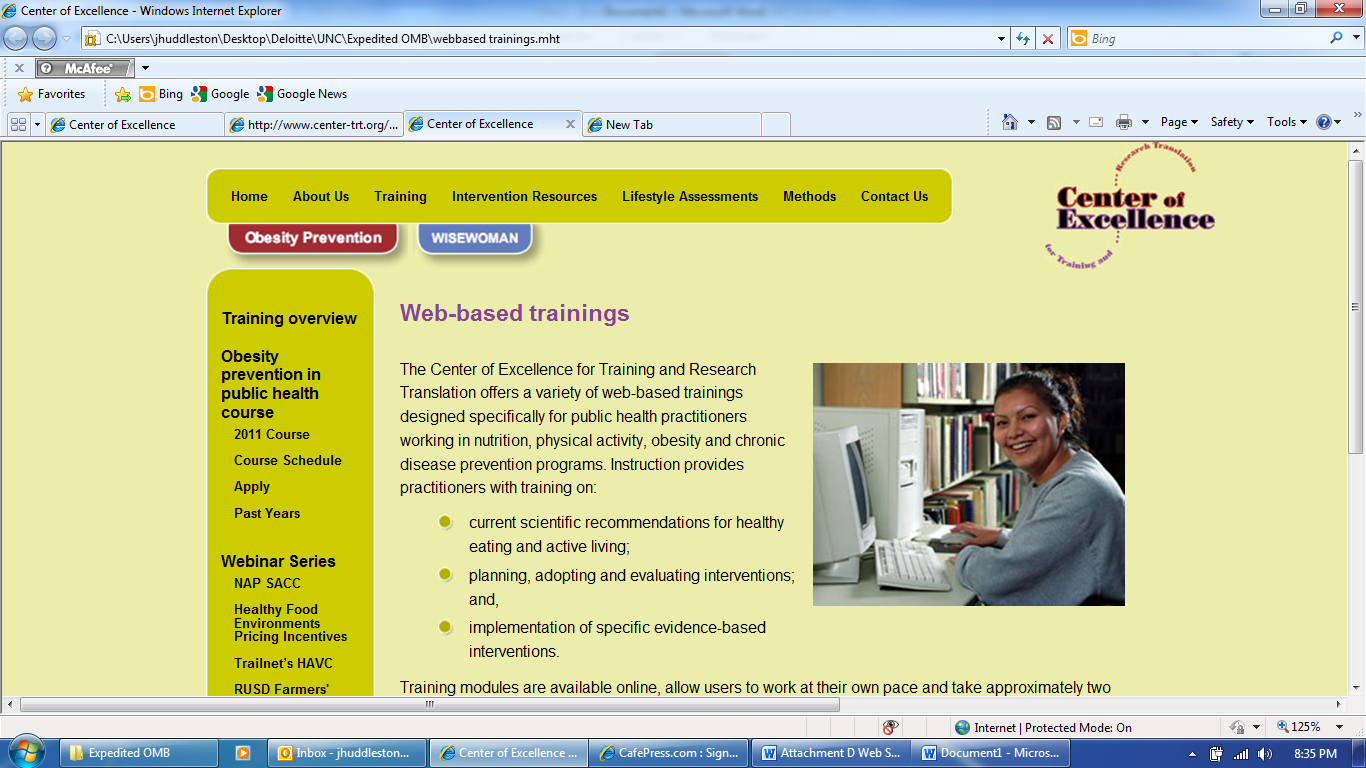 Center of Excellence - Windows Internet Explorer
C:\Users\jhuddleston\Desktop\Deloitte\UNC\Expedited OMB\webbased trainings.mht
Bing
McAfee
Favorites
Bing
Google
Google News
Center of Excellence
http://www.center-trt.org/...
Center of Excellence
New Tab
Page
Safety
Tools
Home
About Us
Training
Intervention Resources
Lifestyle Assessments
Methods
Contact Us
Obesity Prevention
WISEWOMAN
Research Translation
Center of
Excellence
for Training and
Training overview
Obesity
prevention in
public health
course
2011 Course
Course Schedule
Apply
Past Years
Webinar Series
NAP SACC
Healthy Food
Environments
Pricing Incentives
Trailnet's HAVC
RUSD Farmers'
Web-based trainings
The Center of Excellence for Training and Research
Translation offers a variety of web-based trainings
designed specifically for public health practitioners
working in nutrition, physical activity, obesity and chronic
disease prevention programs. Instruction provides
practitioners with training on:
current scientific recommendations for healthy
eating and active living;
planning, adopting and evaluating interventions;
and,
implementation of specific evidence-based
interventions.
Training modules are available online, allow users to work at their own pace and take approximately two
Internet | Protected Mode: On
125%
Expedited OMB
Inbox - jhuddleston...
Center of Excellence ...
CafePress.com : Sign...
Attachment D Web S...
Document1 - Micros...
8:35 PM